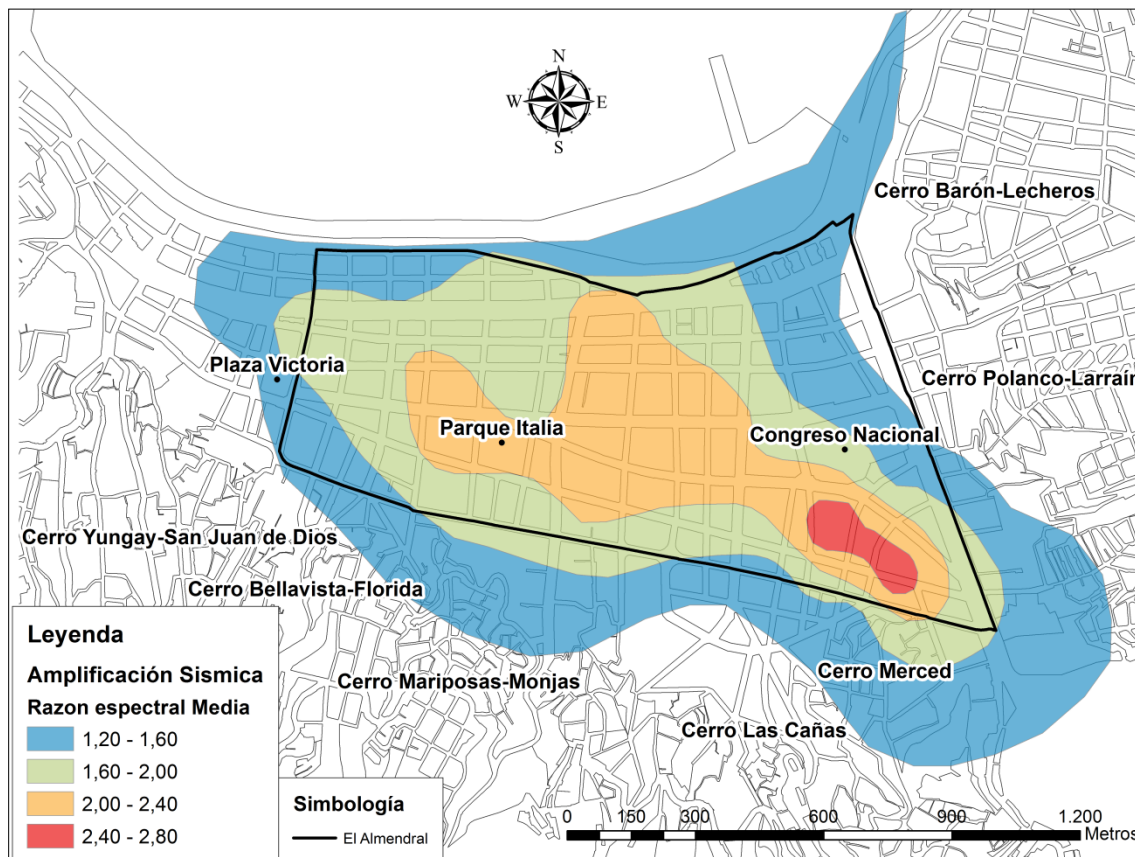 N
W E
S
Cerro Barón-Lecheros
Plaza Victoria
Cerro Polanco-Larraín
Parque Italia
Congreso Nacional
Cerro Yungay-San Juan de Dios
Cerro Bellavista-Florida
Cerro Merced
Cerro Mariposas-Monjas
Cerro Las Cañas
Leyenda
Amplificación Sismica
Razon espectral Media
1,20 - 1,60
1,60 - 2,00
2,00 - 2,40
2,40 - 2,80
Simbología
El Almendral
0 150 300 600 900 1.200
Metros